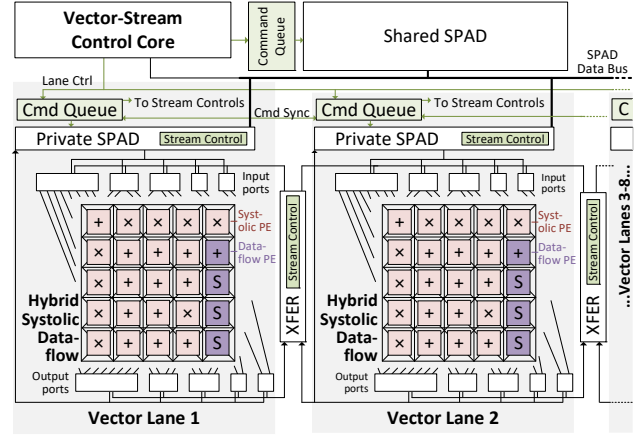 Vector-Stream
Control Core
Command
Queue
Shared SPAD
SPAD
Data Bus
Lane Ctrl
Cmd Queue
To Stream Controls
Cmd Sync
Cmd Queue
To Stream Controls
C
Private SPAD
Stream Control
Private SPAD
Stream Control
Input
ports
Input
ports
+ × × × ×
Syst-
olic PE
× + + + +
Data-
flow PE
× + + + S
× + + × S
× + + + S
Hybrid
Systolic
Data-
flow
Stream Control
XFER
+ × × × ×
Syst-
olic PE
× + + + +
Data-
flow PE
× + + + S
× + + × S
× + + + S
Hybrid
Systolic
Data-
flow
Stream Control
XFER
...Vector Lanes 3-8...
Output
ports
Output
ports
Vector Lane 1
Vector Lane 2